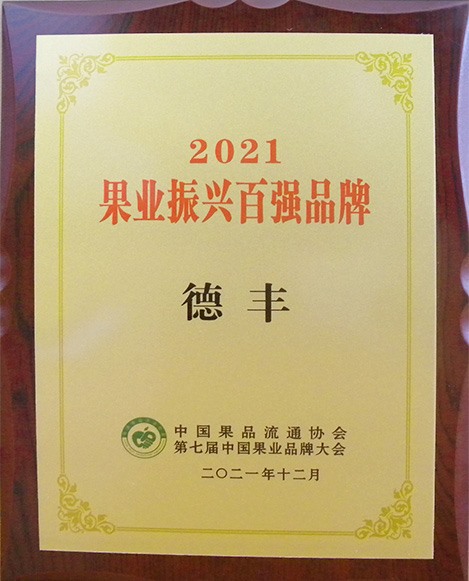 2021
果业振兴百强品牌
德丰
中国果品流通协会
第七届中国果业品牌大会
二〇二一年十二月